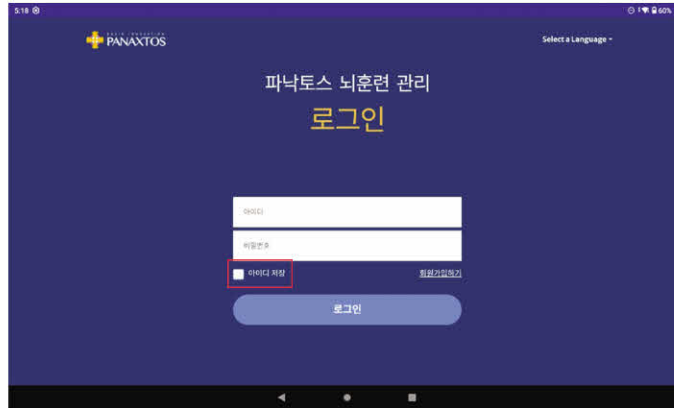 5:18
60%
PANAXTOS
Select a Language
파낙토스 뇌훈련 관리
로그인
아이디
비밀번호
아이디 저장
회원가입하기
로그인